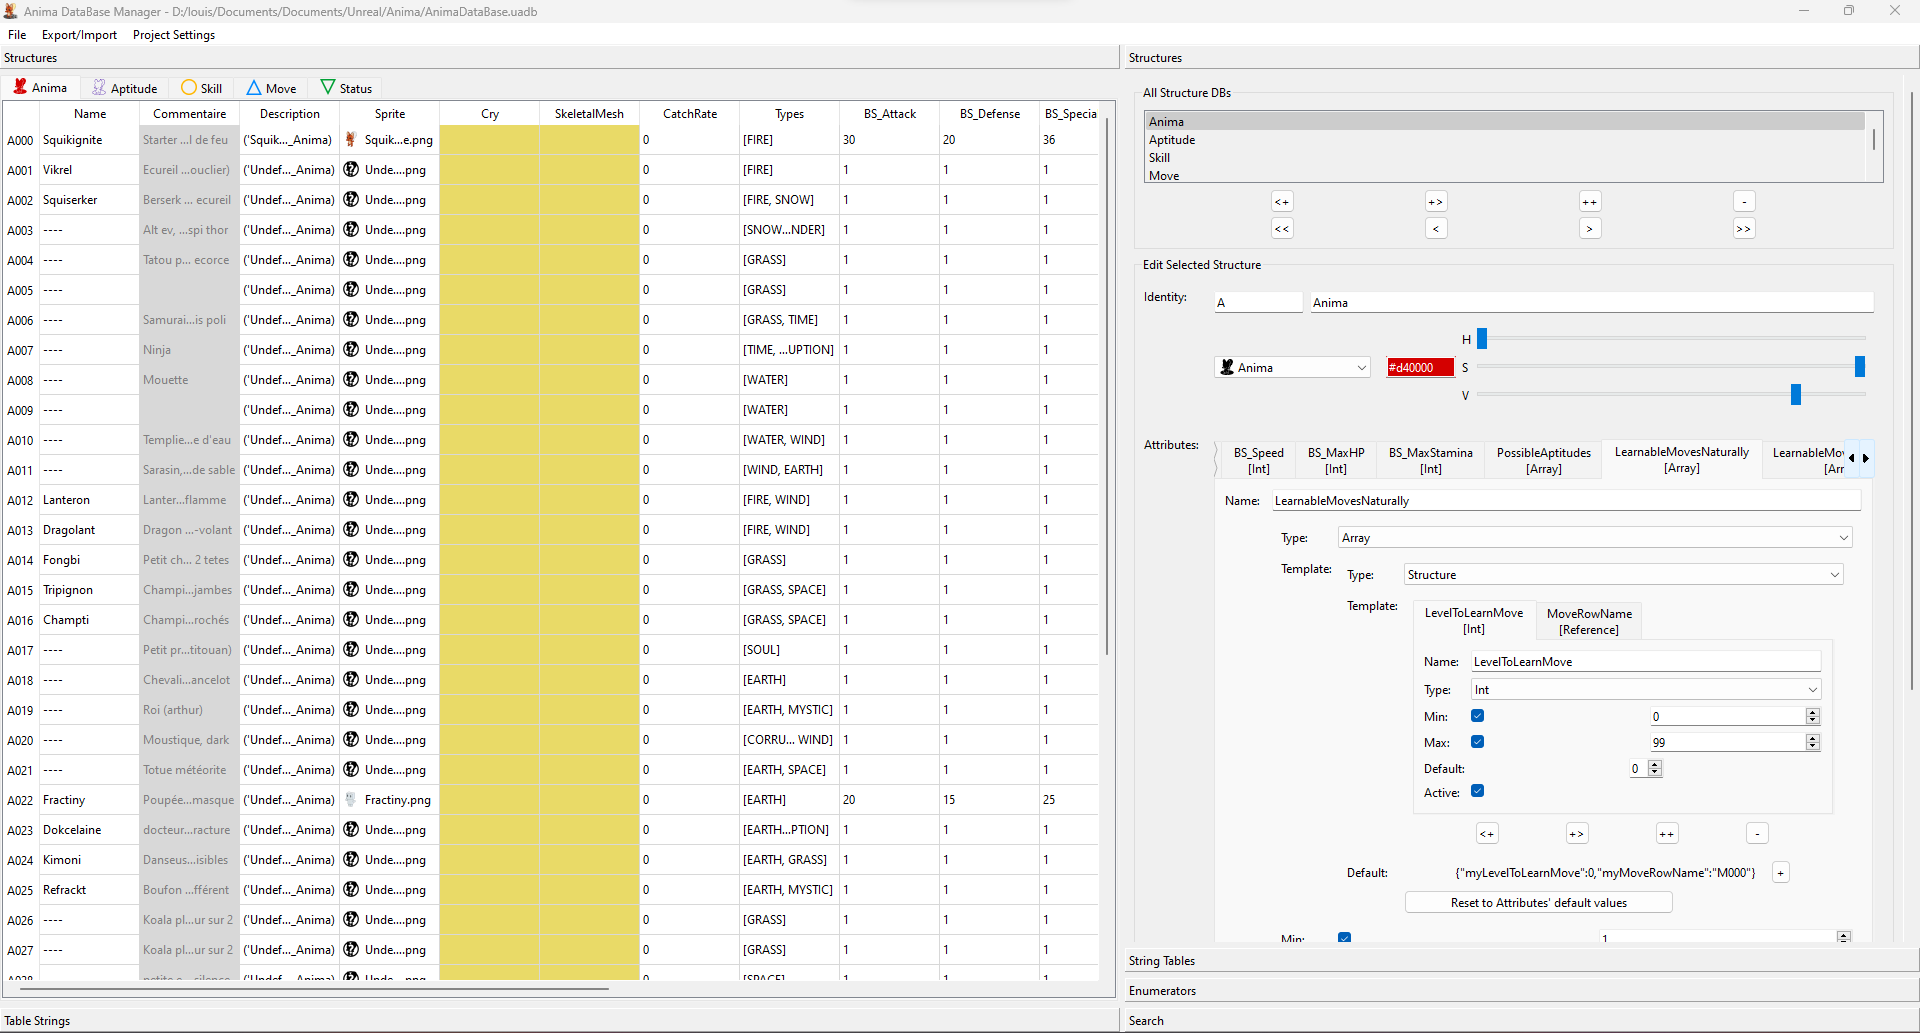 Anima DataBase Manager - D:/louis/Documents/Documents/Unreal/Anima/AnimaDataBase.uadb
File Export/Import Project Settings
Structures
Anima Aptitude Skill Move Status
Name Commentaire Description Sprite Cry SkeletalMesh CatchRate Types BS_Attack BS_Defense BS_Specia
A000 Squikignite Starter ...l de feu ('Squik..._Anima) Squik...e.png 0 [FIRE] 30 20 36
A001 Vikrel Ecureil ...ouclier) ('Undef..._Anima) Unde....png 0 [FIRE] 1 1 1
A002 Squiserker Berserk ... ecureil ('Undef..._Anima) Unde....png 0 [FIRE, SNOW] 1 1 1
A003 ---- Alt ev, ...spi thor ('Undef..._Anima) Unde....png 0 [SNOW...NDER] 1 1 1
A004 ---- Tatou p... ecorce ('Undef..._Anima) Unde....png 0 [GRASS] 1 1 1
A005 ---- ('Undef..._Anima) Unde....png 0 [GRASS] 1 1 1
A006 ---- Samurai...is poli ('Undef..._Anima) Unde....png 0 [GRASS, TIME] 1 1 1
A007 ---- Ninja ('Undef..._Anima) Unde....png 0 [TIME, ...UPTION] 1 1 1
A008 ---- Mouette ('Undef..._Anima) Unde....png 0 [WATER] 1 1 1
A009 ---- ('Undef..._Anima) Unde....png 0 [WATER] 1 1 1
A010 ---- Templie...e d'eau ('Undef..._Anima) Unde....png 0 [WATER, WIND] 1 1 1
A011 ---- Sarasin,...de sable ('Undef..._Anima) Unde....png 0 [WIND, EARTH] 1 1 1
A012 Lanteron Lanter...flamme ('Undef..._Anima) Unde....png 0 [FIRE, WIND] 1 1 1
A013 Dragolant Dragon ...-volant ('Undef..._Anima) Unde....png 0 [FIRE, WIND] 1 1 1
A014 Fongbi Petit ch... 2 tetes ('Undef..._Anima) Unde....png 0 [GRASS] 1 1 1
A015 Tripignon Champi...jambes ('Undef..._Anima) Unde....png 0 [GRASS, SPACE] 1 1 1
A016 Champti Champi...rochés ('Undef..._Anima) Unde....png 0 [GRASS, SPACE] 1 1 1
A017 ---- Petit pr...titouan) ('Undef..._Anima) Unde....png 0 [SOUL] 1 1 1
A018 ---- Chevali...ancelot ('Undef..._Anima) Unde....png 0 [EARTH] 1 1 1
A019 ---- Roi (arthur) ('Undef..._Anima) Unde....png 0 [EARTH, MYSTIC] 1 1 1
A020 ---- Moustique, dark ('Undef..._Anima) Unde....png 0 [CORRU... WIND] 1 1 1
A021 ---- Totue météorite ('Undef..._Anima) Unde....png 0 [EARTH, SPACE] 1 1 1
A022 Fractiny Poupée...masque ('Undef..._Anima) Fractiny.png 0 [EARTH] 20 15 25
A023 Dokcelaine docteur...racture ('Undef..._Anima) Unde....png 0 [EARTH...PTION] 1 1 1
A024 Kimoni Danseus...isibles ('Undef..._Anima) Unde....png 0 [EARTH, GRASS] 1 1 1
A025 Refrackt Boufon ...fférent ('Undef..._Anima) Unde....png 0 [EARTH, MYSTIC] 1 1 1
A026 ---- Koala pl...ur sur 2 ('Undef..._Anima) Unde....png 0 [GRASS] 1 1 1
A027 ---- Koala pl...ur sur 2 ('Undef..._Anima) Unde....png 0 [GRASS] 1 1 1
A028 ---- ('Undef..._Anima) Unde....png 0 [SPACE] 1 1 1
Table Strings
Structures
All Structure DBs
Anima
Aptitude
Skill
Move
<+ +> ++ -
<< < > >>
Edit Selected Structure
Identity: A Anima
H
Anima #d40000 S
V
Attributes: BS_Speed [Int] BS_MaxHP [Int] BS_MaxStamina [Int] PossibleAptitudes [Array] LearnableMovesNaturally [Array] LearnableMov [Arr
Name: LearnableMovesNaturally
Type: Array
Template: Type: Structure
Template: LevelToLearnMove [Int] MoveRowName [Reference]
Name: LevelToLearnMove
Type: Int
Min: 0
Max: 99
Default: 0
Active:
<+ +> ++ -
Default: {"myLevelToLearnMove":0,"myMoveRowName":"M000"} +
Reset to Attributes' default values
Min: 1
String Tables
Enumerators
Search